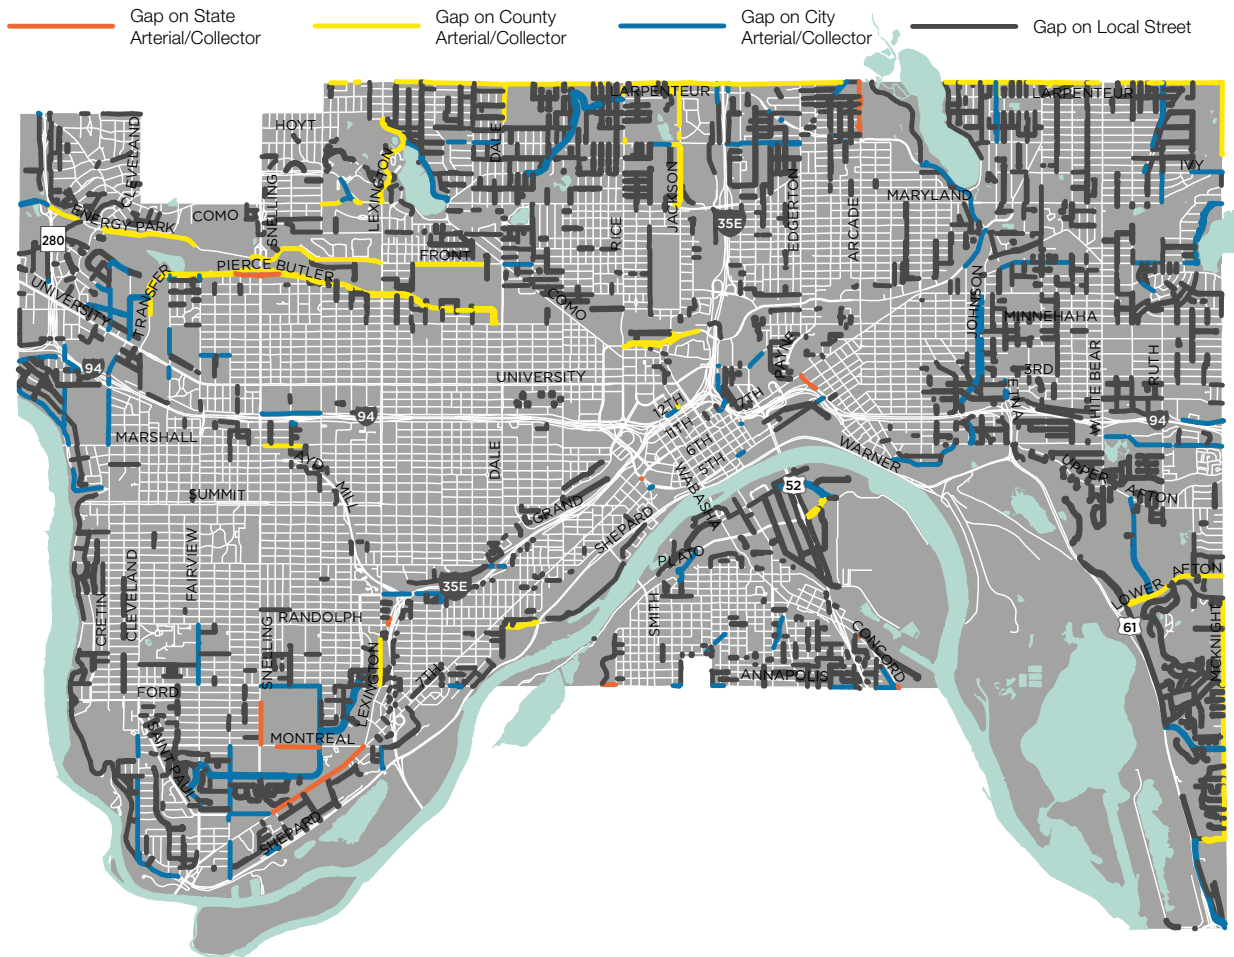 Gap on State
Arterial/Collector
Gap on County
Arterial/Collector
Gap on City
Arterial/Collector
Gap on Local Street
LARPENTEUR
LARPENTEUR
HOYT
CLEVELAND
SNELLING
LEXINGTON
DALE
JACKSON
RICE
35E
EDGERTON
ARCADE
MARYLAND
IVY
COMO
ENERGY PARK
280
PIERCE BUTLER
FRONT
TRANSFER
UNIVERSITY
COMO
JOHNSON
MINNEHAHA
PAYNE
3RD
WHITE BEAR
RUTH
ETNA
94
UNIVERSITY
94
12TH
11TH
7TH
6TH
5TH
94
MARSHALL
AYD
MILL
DALE
WABASHA
WARNER
UPPER
AFTON
SUMMIT
GRAND
SHEPARD
52
PLATO
CRETIN
CLEVELAND
FAIRVIEW
35E
RANDOLPH
SMITH
LOWER
AFTON
61
MCKNIGHT
SNELLING
LEXINGTON
7TH
CONCORD
ANNAPOLIS
FORD
SAINT PAUL
MONTREAL
SHEPARD